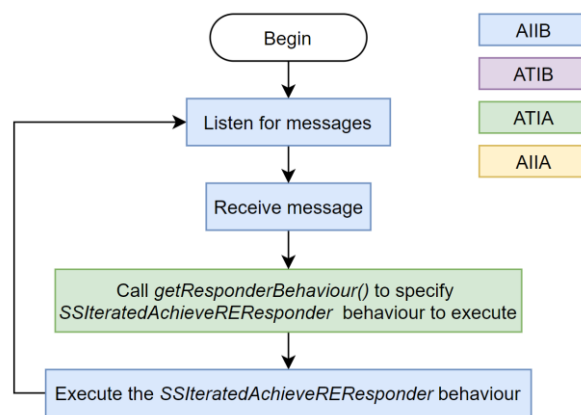 Begin
AIIB
ATIB
Listen for messages
ATIA
AIIA
Receive message
Call getResponderBehaviour() to specify
SSIteratedAchieveREResponder behaviour to execute
Execute the SSIteratedAchieveREResponder behaviour